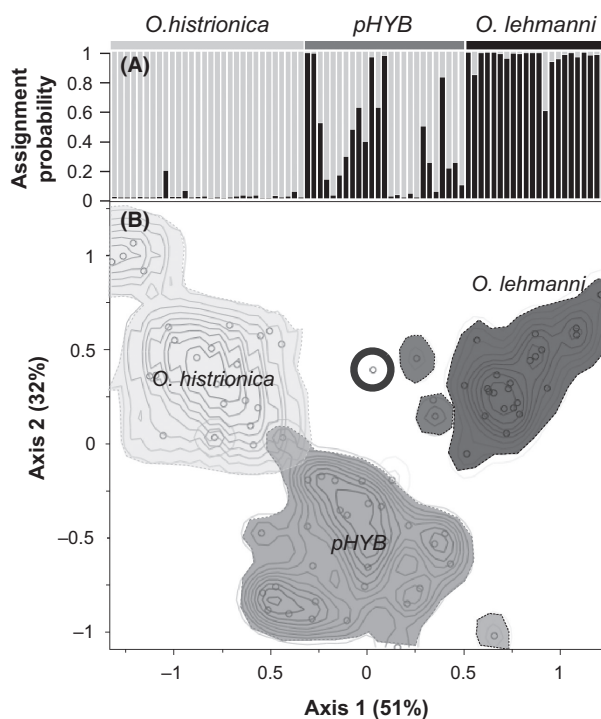 O.histrionica pHYB O. lehmanni
(A)
Assignment
probability
1
0.8
0.6
0.4
0.2
0
(B)
O. lehmanni
O. histrionica
pHYB
Axis 2 (32%)
1
0.5
0
–0.5
–1
–1 0.5 0 0.5 1
Axis 1 (51%)